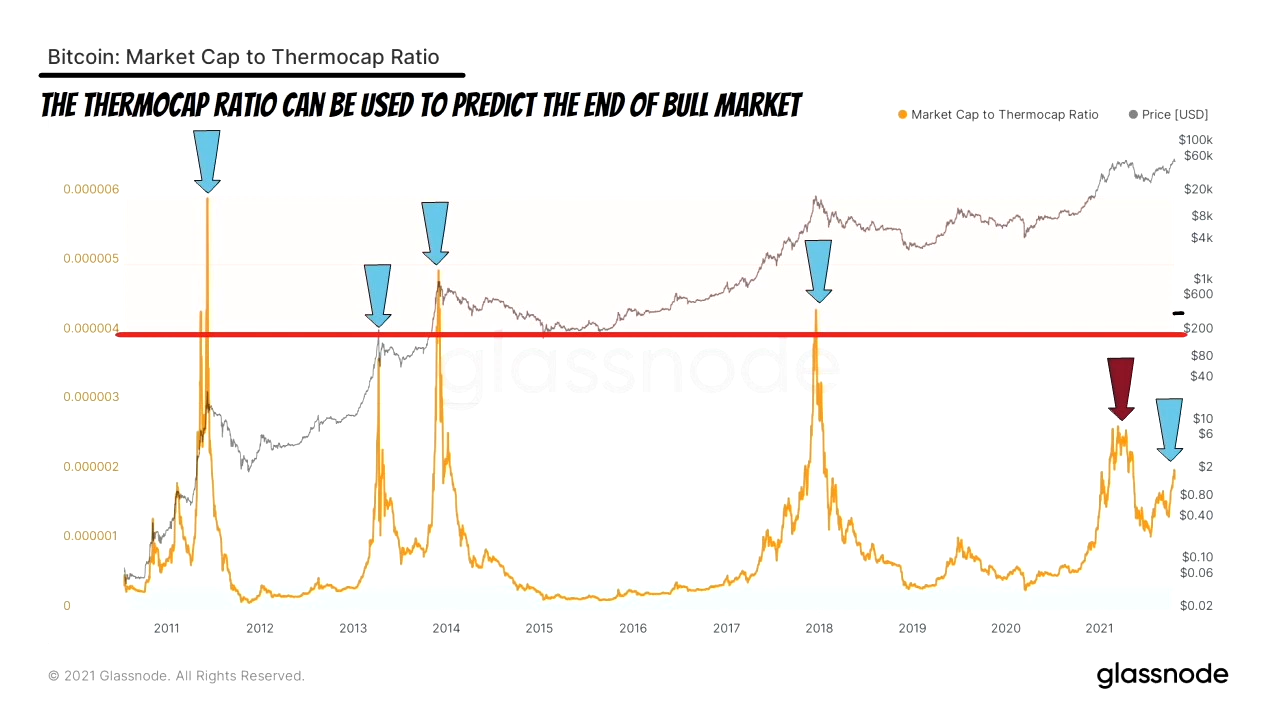 Bitcoin: Market Cap to Thermocap Ratio
THE THERMOCAP RATIO CAN BE USED TO PREDICT THE END OF BULL MARKET
Market Cap to Thermocap Ratio
Price [USD]
0.000006
0.000005
0.000004
0.000003
0.000002
0.000001
0
$100k
$60k
$20k
$8k
$4k
$1k
$600
$200
$80
$40
$10
$6
$2
$0.80
$0.40
$0.10
$0.06
$0.02
glassnode
2011 2012 2013 2014 2015 2016 2017 2018 2019 2020 2021
© 2021 Glassnode. All Rights Reserved.
glassnode